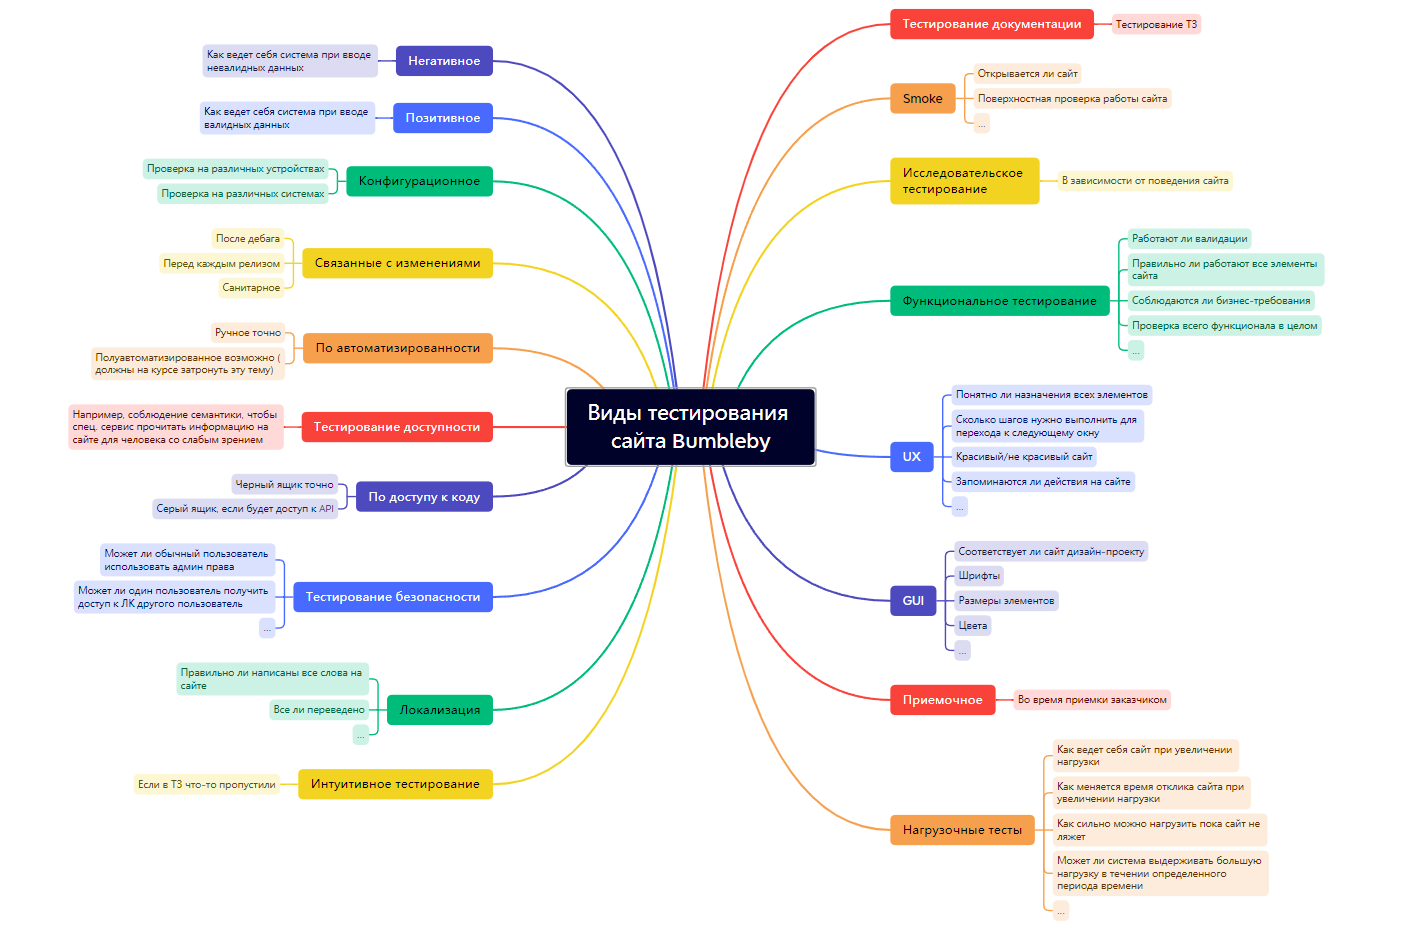 Виды тестирования
сайта Bumbleby
Тестирование документации
Тестирование ТЗ
Smoke
Открывается ли сайт
Поверхностная проверка работы сайта
...
Исследовательское
тестирование
В зависимости от поведения сайта
Функциональное тестирование
Работают ли валидации
Правильно ли работают все элементы
сайта
Соблюдаются ли бизнес-требования
Проверка всего функционала в целом
...
UX
Понятно ли назначения всех элементов
Сколько шагов нужно выполнить для
перехода к следующему окну
Красивый/не красивый сайт
Запоминаются ли действия на сайте
...
GUI
Соответствует ли сайт дизайн-проекту
Шрифты
Размеры элементов
Цвета
...
Приемочное
Во время приемки заказчиком
Нагрузочные тесты
Как ведет себя сайт при увеличении
нагрузки
Как меняется время отклика сайта при
увеличении нагрузки
Как сильно можно нагрузить пока сайт не
ляжет
Может ли система выдерживать большую
нагрузку в течении определенного
периода времени
...
Негативное
Как ведет себя система при вводе
невалидных данных
Позитивное
Как ведет себя система при вводе
валидных данных
Конфигурационное
Проверка на различных устройствах
Проверка на различных системах
Связанные с изменениями
После дебага
Перед каждым релизом
Санитарное
По автоматизированности
Ручное точно
Полуавтоматизированное возможно (
должны на курсе затронуть эту тему)
Тестирование доступности
Например, соблюдение семантики, чтобы
спец. сервис прочитать информацию на
сайте для человека со слабым зрением
По доступу к коду
Черный ящик точно
Серый ящик, если будет доступ к API
Тестирование безопасности
Может ли обычный пользователь
использовать админ права
Может ли один пользователь получить
доступ к ЛК другого пользователь
...
Локализация
Правильно ли написаны все слова на
сайте
Все ли переведено
...
Интуитивное тестирование
Если в ТЗ что-то пропустили